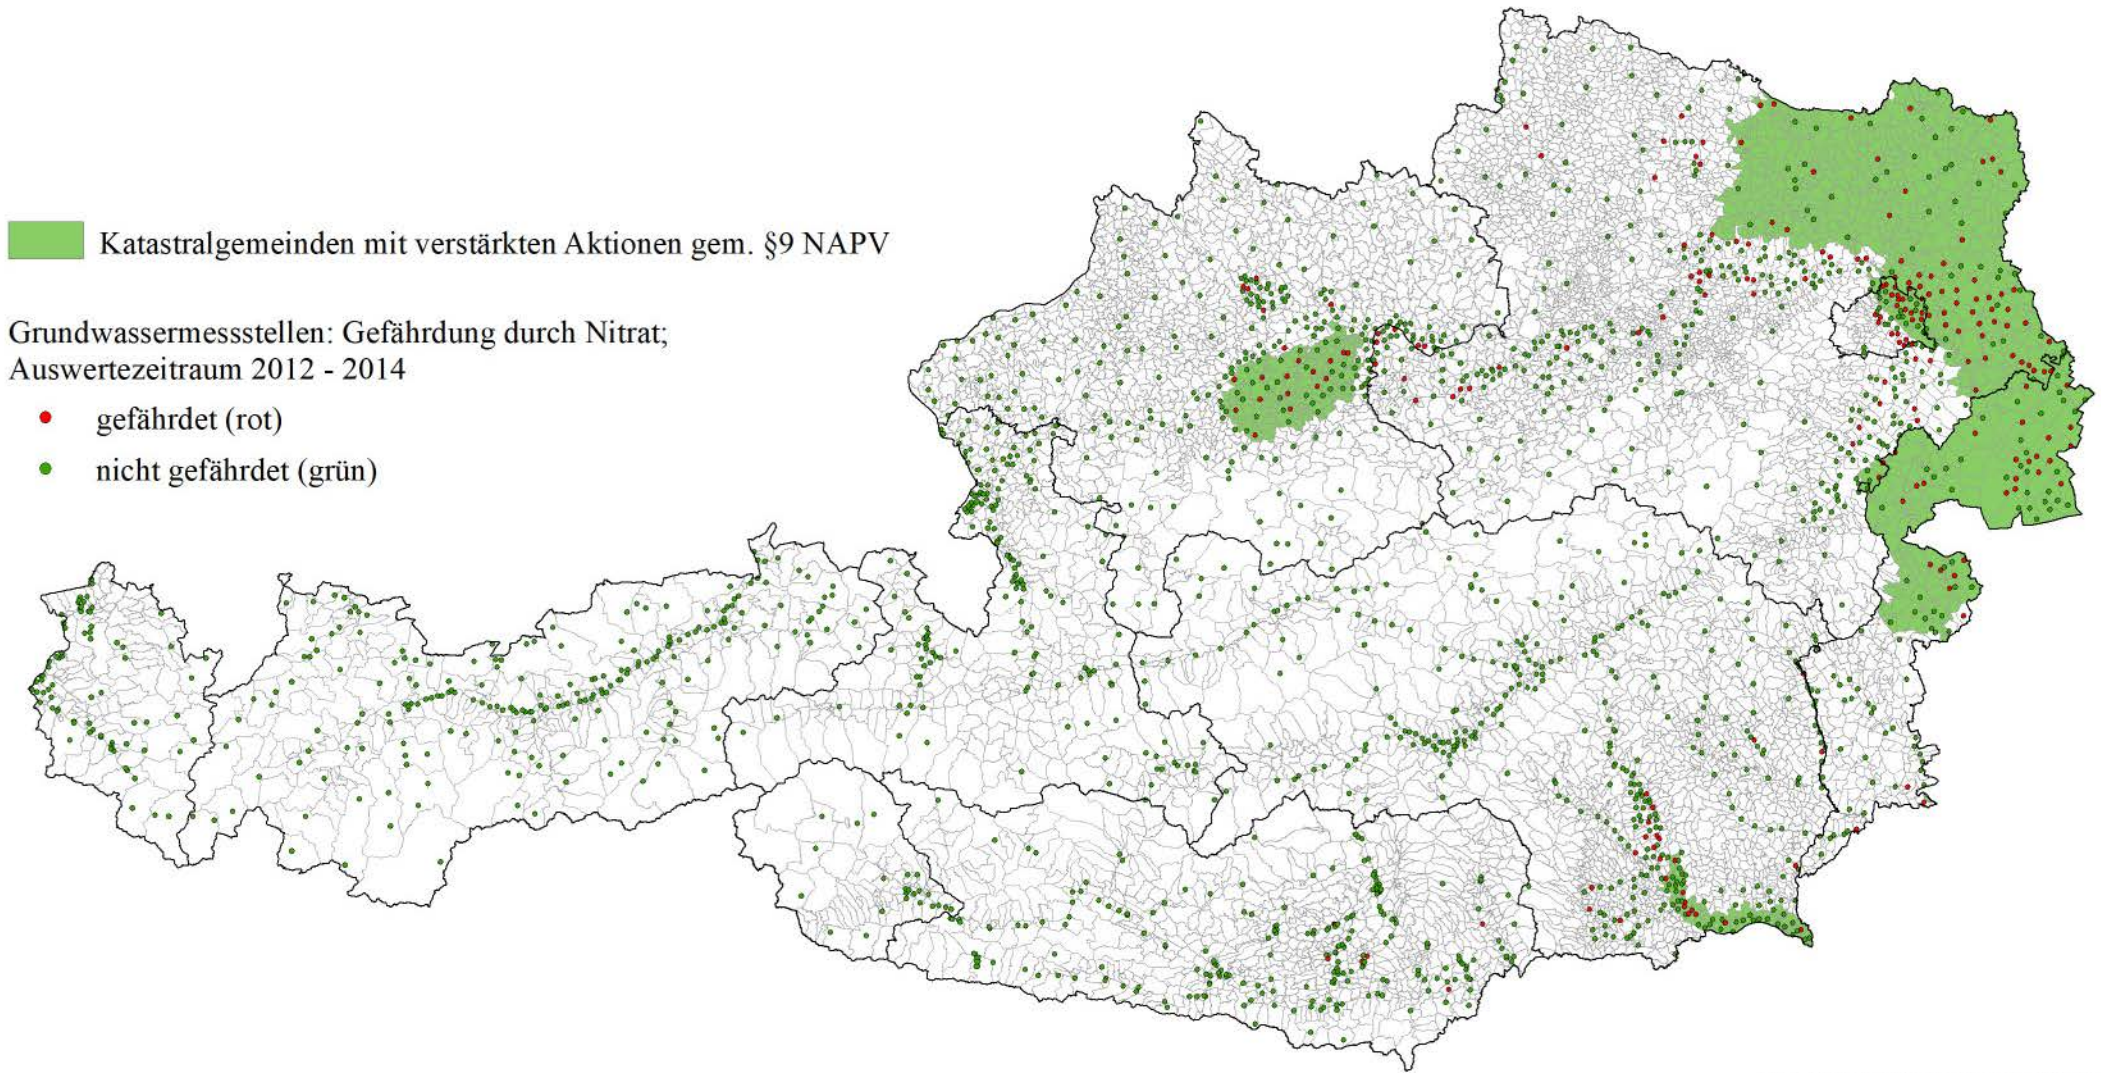 Katastralgemeinden mit verstärkten Aktionen gem. §9 NAPV
Grundwassermessstellen: Gefährdung durch Nitrat;
Auswertezeitraum 2012 - 2014
gefährdet (rot)
nicht gefährdet (grün)